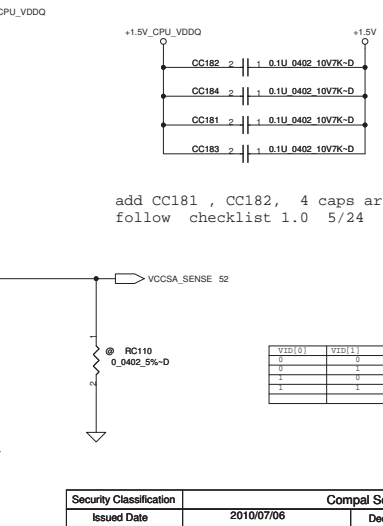 CPU_VDDQ
+1.5V_CPU_VDDQ +1.5V
CC182 2 1 0.1U_0402_10V7K~D
CC184 2 1 0.1U_0402_10V7K~D
CC181 2 1 0.1U_0402_10V7K~D
CC183 2 1 0.1U_0402_10V7K~D
add CC181 , CC182, 4 caps ar
follow checklist 1.0 5/24
VCCSA_SENSE 52
1
@ RC110
0_0402_5%~D
2
VID[0] VID[1]
0 0
0 1
1 0
1 1
Security Classification Compal Se
Issued Date 2010/07/06 Dec